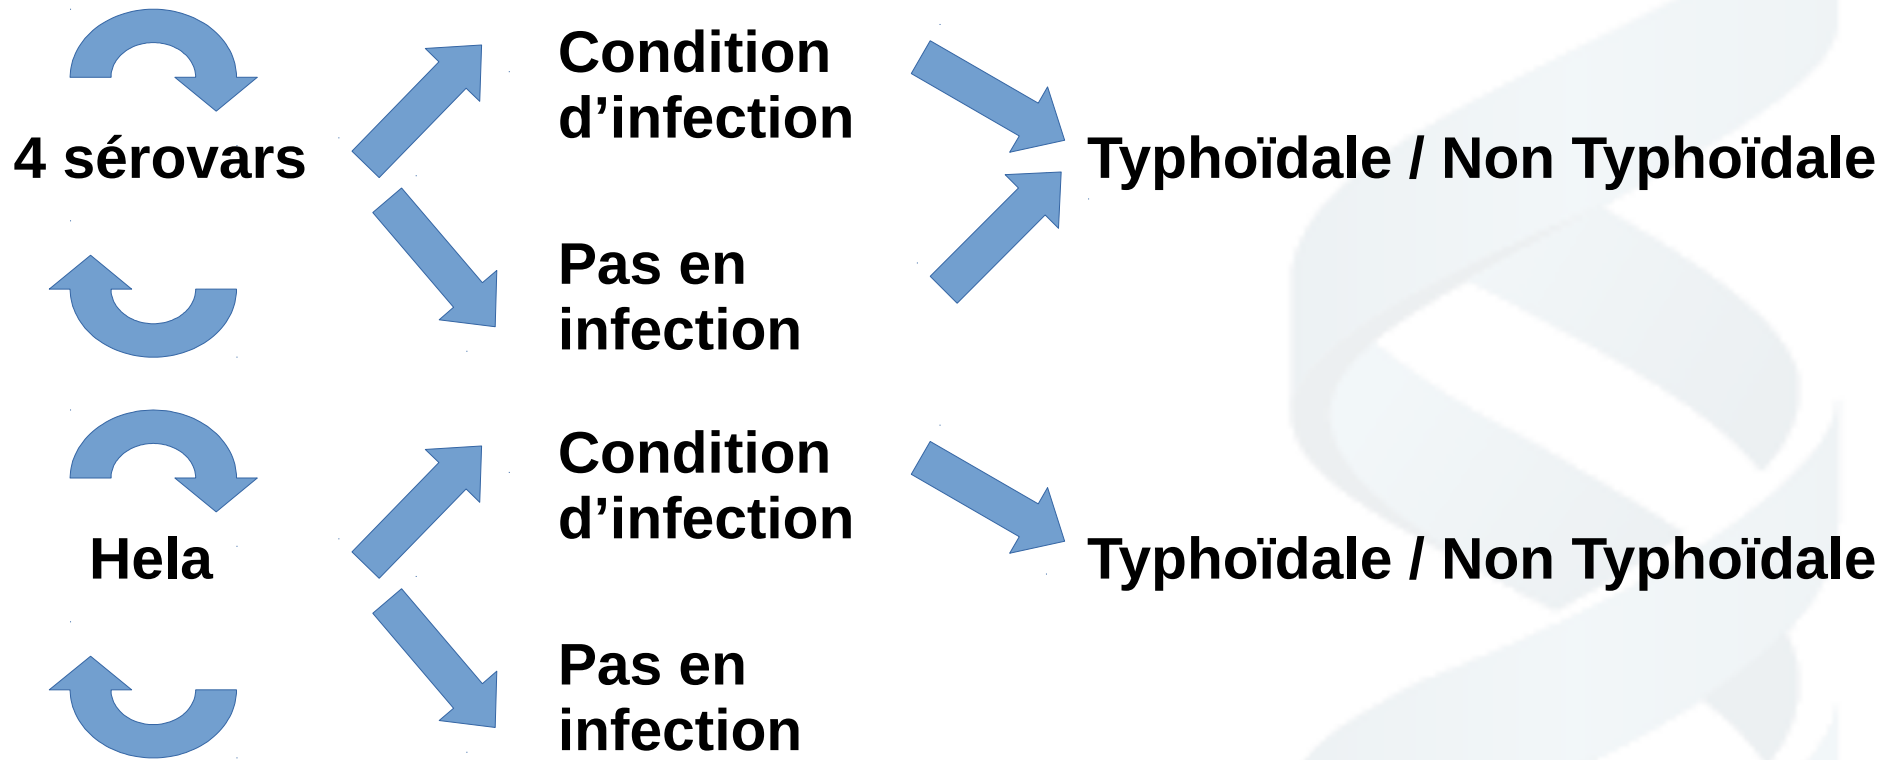 Condition
d’infection
4 sérovars
Typhoïdale / Non Typhoïdale
Pas en
infection
Condition
d’infection
Hela
Typhoïdale / Non Typhoïdale
Pas en
infection